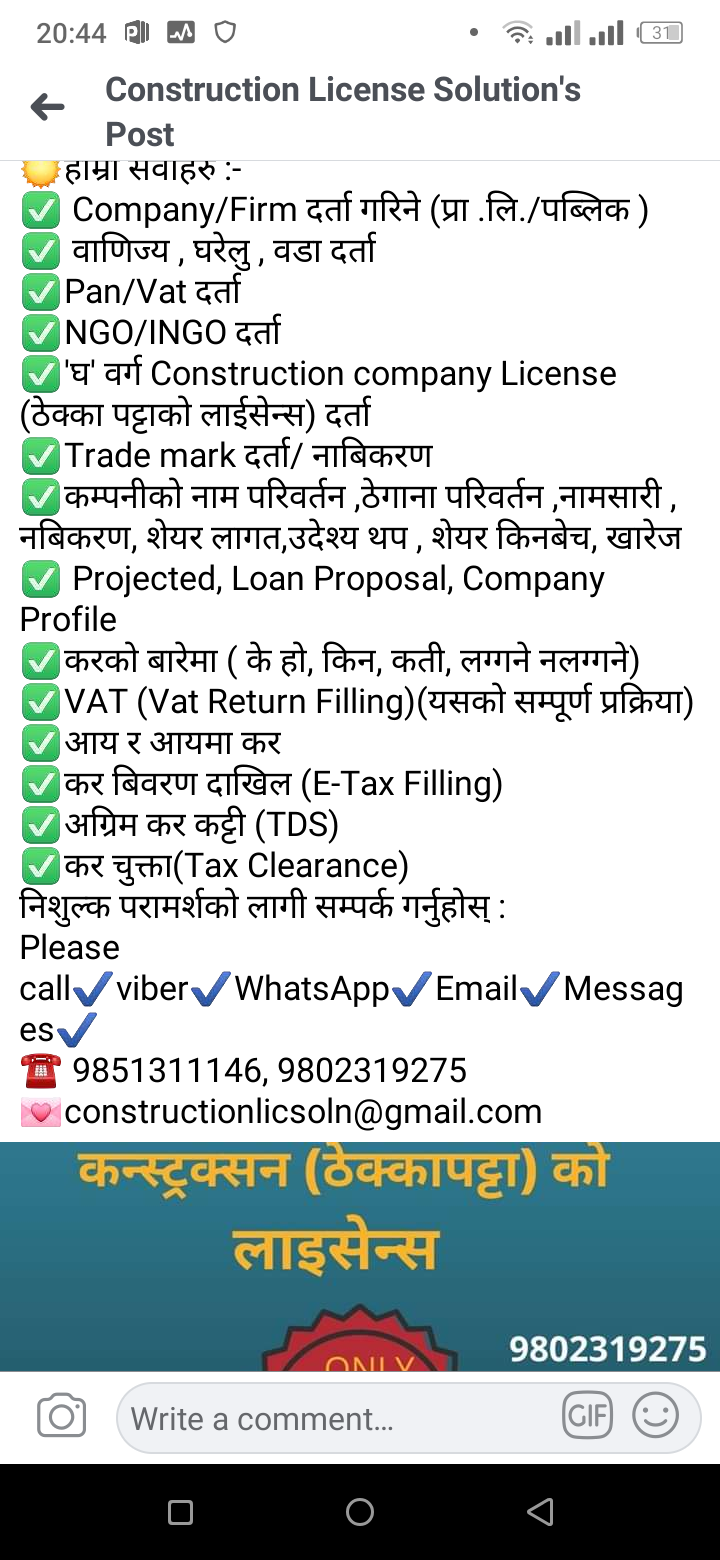 20:44
31
Construction License Solution's
Post
हाम्रो सेवाहरु :-
Company/Firm दर्ता गरिने (प्रा .लि./पब्लिक )
वाणिज्य , घरेलु , वडा दर्ता
Pan/Vat दर्ता
NGO/INGO दर्ता
'घ' वर्ग Construction company License
(ठेक्का पट्टाको लाईसेन्स) दर्ता
Trade mark दर्ता/ नाबिकरण
कम्पनीको नाम परिवर्तन ,ठेगाना परिवर्तन ,नामसारी ,
नबिकरण, शेयर लागत,उदेश्य थप , शेयर किनबेच, खारेज
Projected, Loan Proposal, Company
Profile
करको बारेमा ( के हो, किन, कती, लग्गने नलग्गने)
VAT (Vat Return Filling)(यसको सम्पूर्ण प्रक्रिया)
आय र आयमा कर
कर बिवरण दाखिल (E-Tax Filling)
अग्रिम कर कट्टी (TDS)
कर चुक्ता(Tax Clearance)
निशुल्क परामर्शको लागी सम्पर्क गर्नुहोस् :
Please
call✔viber✔WhatsApp✔Email✔Messag
es✔
9851311146, 9802319275
constructionlicsoln@gmail.com
कन्स्ट्रक्सन (ठेक्कापट्टा) को
लाइसेन्स
ONLY
9802319275
Write a comment...
GIF